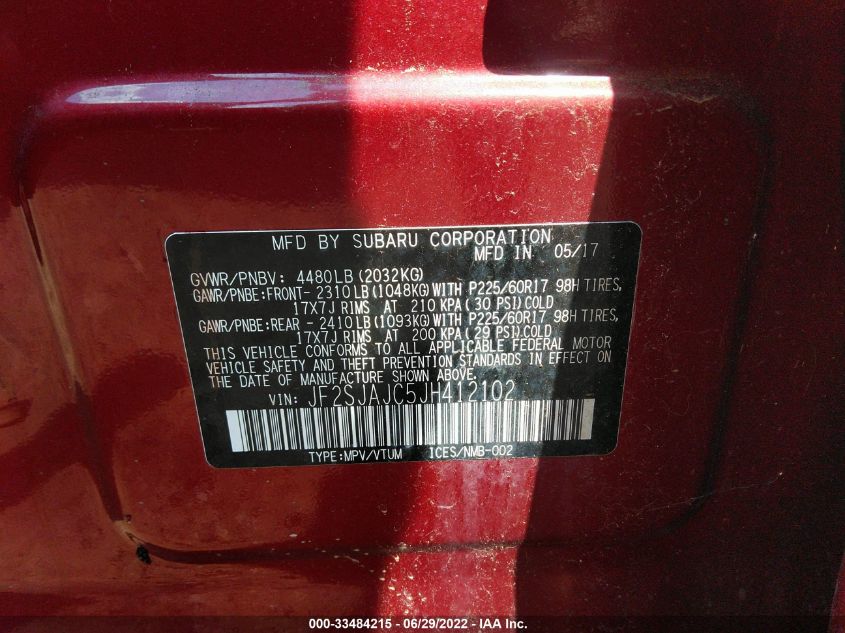 MFD BY SUBARU CORPORATION
MFD IN 05/17
GVWR/PNBV: 4480LB(2032KG)
GAWR/PNBE:FRONT- 2310LB(1048KG)WITH P225/60R17 98H TIRES,
17X7J RIMS AT 210 KPA(30 PSI)COLD
GAWR/PNBE:REAR - 2410LB(1093KG)WITH P225/60R17 98H TIRES,
17X7J RIMS AT 200 KPA(29 PSI)COLD
THIS VEHICLE CONFORMS TO ALL APPLICABLE FEDERAL MOTOR
VEHICLE SAFETY AND THEFT PREVENTION STANDARDS IN EFFECT ON
THE DATE OF MANUFACTURE SHOWN ABOVE.
VIN: JF2SJAJC5JH412102
TYPE:MPV/VTUM ICES/NMB-002
000-33484215 - 06/29/2022 - IAA Inc.